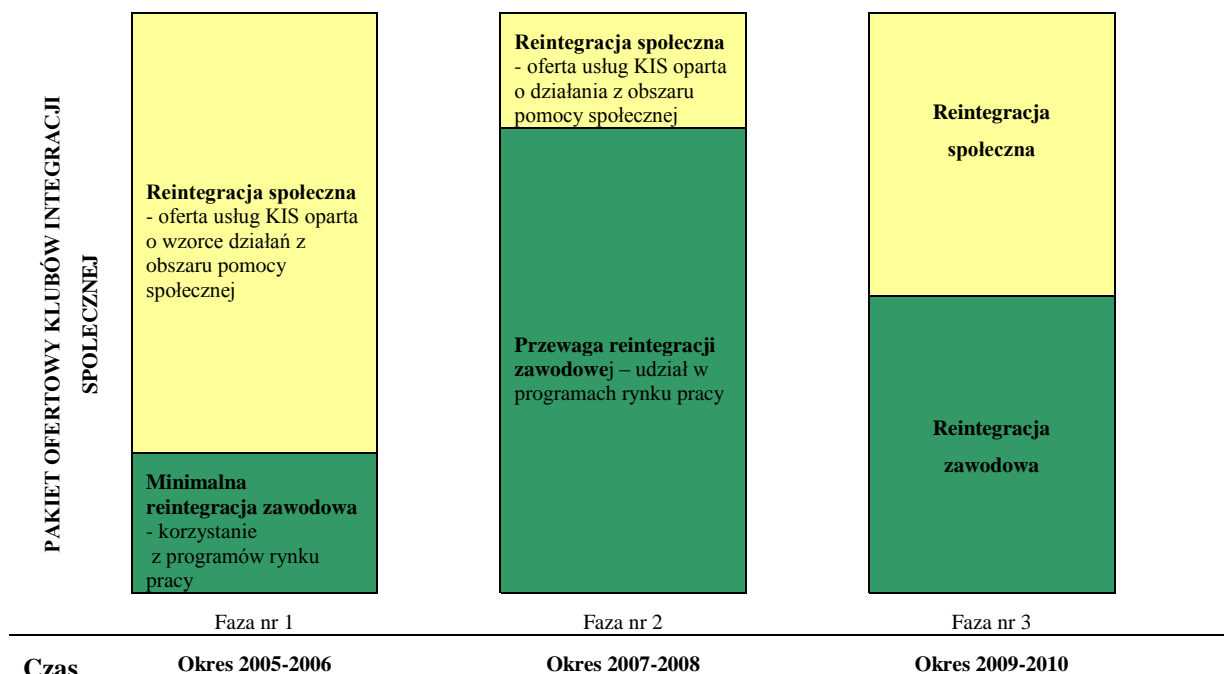 PAKIET OFERTOWY KLUBÓW INTEGRACJI
SPOLECZNEJ
Reintegracja społeczna
- oferta usług KIS oparta
o wzorce działań z
obszaru pomocy
społecznej
Minimalna
reintegracja zawodowa
- korzystanie
z programów rynku
pracy
Reintegracja społeczna
- oferta usług KIS oparta
o działania z obszaru
pomocy społecznej
Przewaga reintegracji
zawodowej – udział w
programach rynku pracy
Reintegracja
społeczna
Reintegracja
zawodowa
Faza nr 1
Faza nr 2
Faza nr 3
Czas
Okres 2005-2006
Okres 2007-2008
Okres 2009-2010